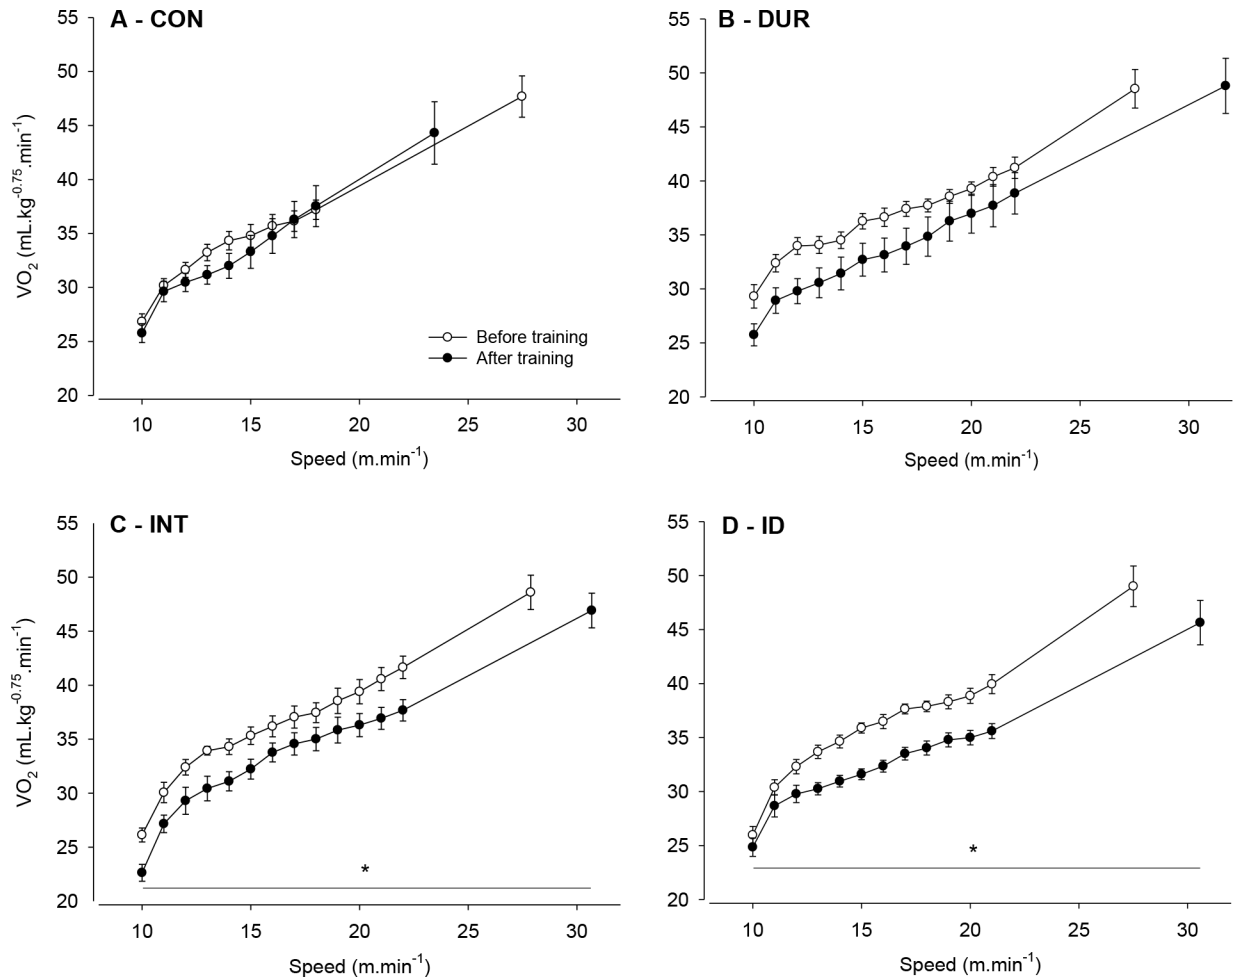 A - CON
55
50
45
40
35
30
25
20
VO₂ (mL.kg⁻⁰·⁷⁵.min⁻¹)
Before training
After training
10 15 20 25 30
Speed (m.min⁻¹)
B - DUR
55
50
45
40
35
30
25
20
10 15 20 25 30
Speed (m.min⁻¹)
C - INT
55
50
45
40
35
30
25
20
VO₂ (mL.kg⁻⁰·⁷⁵.min⁻¹)
*
10 15 20 25 30
Speed (m.min⁻¹)
D - ID
55
50
45
40
35
30
25
20
*
10 15 20 25 30
Speed (m.min⁻¹)